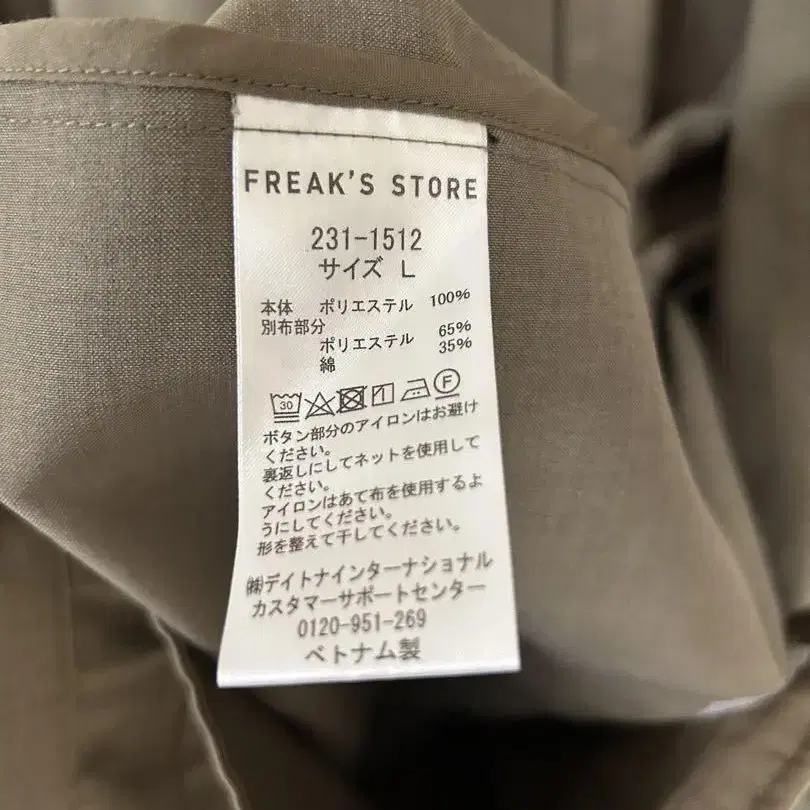 FREAK'S STORE
231-1512
サイズ L
本体 ポリエステル 100%
別布部分
ポリエステル 65%
綿 35%
30 F
ボタン部分のアイロンはお避け
ください。
裏返しにしてネットを使用して
ください。
アイロンはあて布を使用するよ
うにしてください。
形を整えて干してください。
㈱デイトナインターナショナル
カスタマーサポートセンター
0120-951-269
ベトナム製